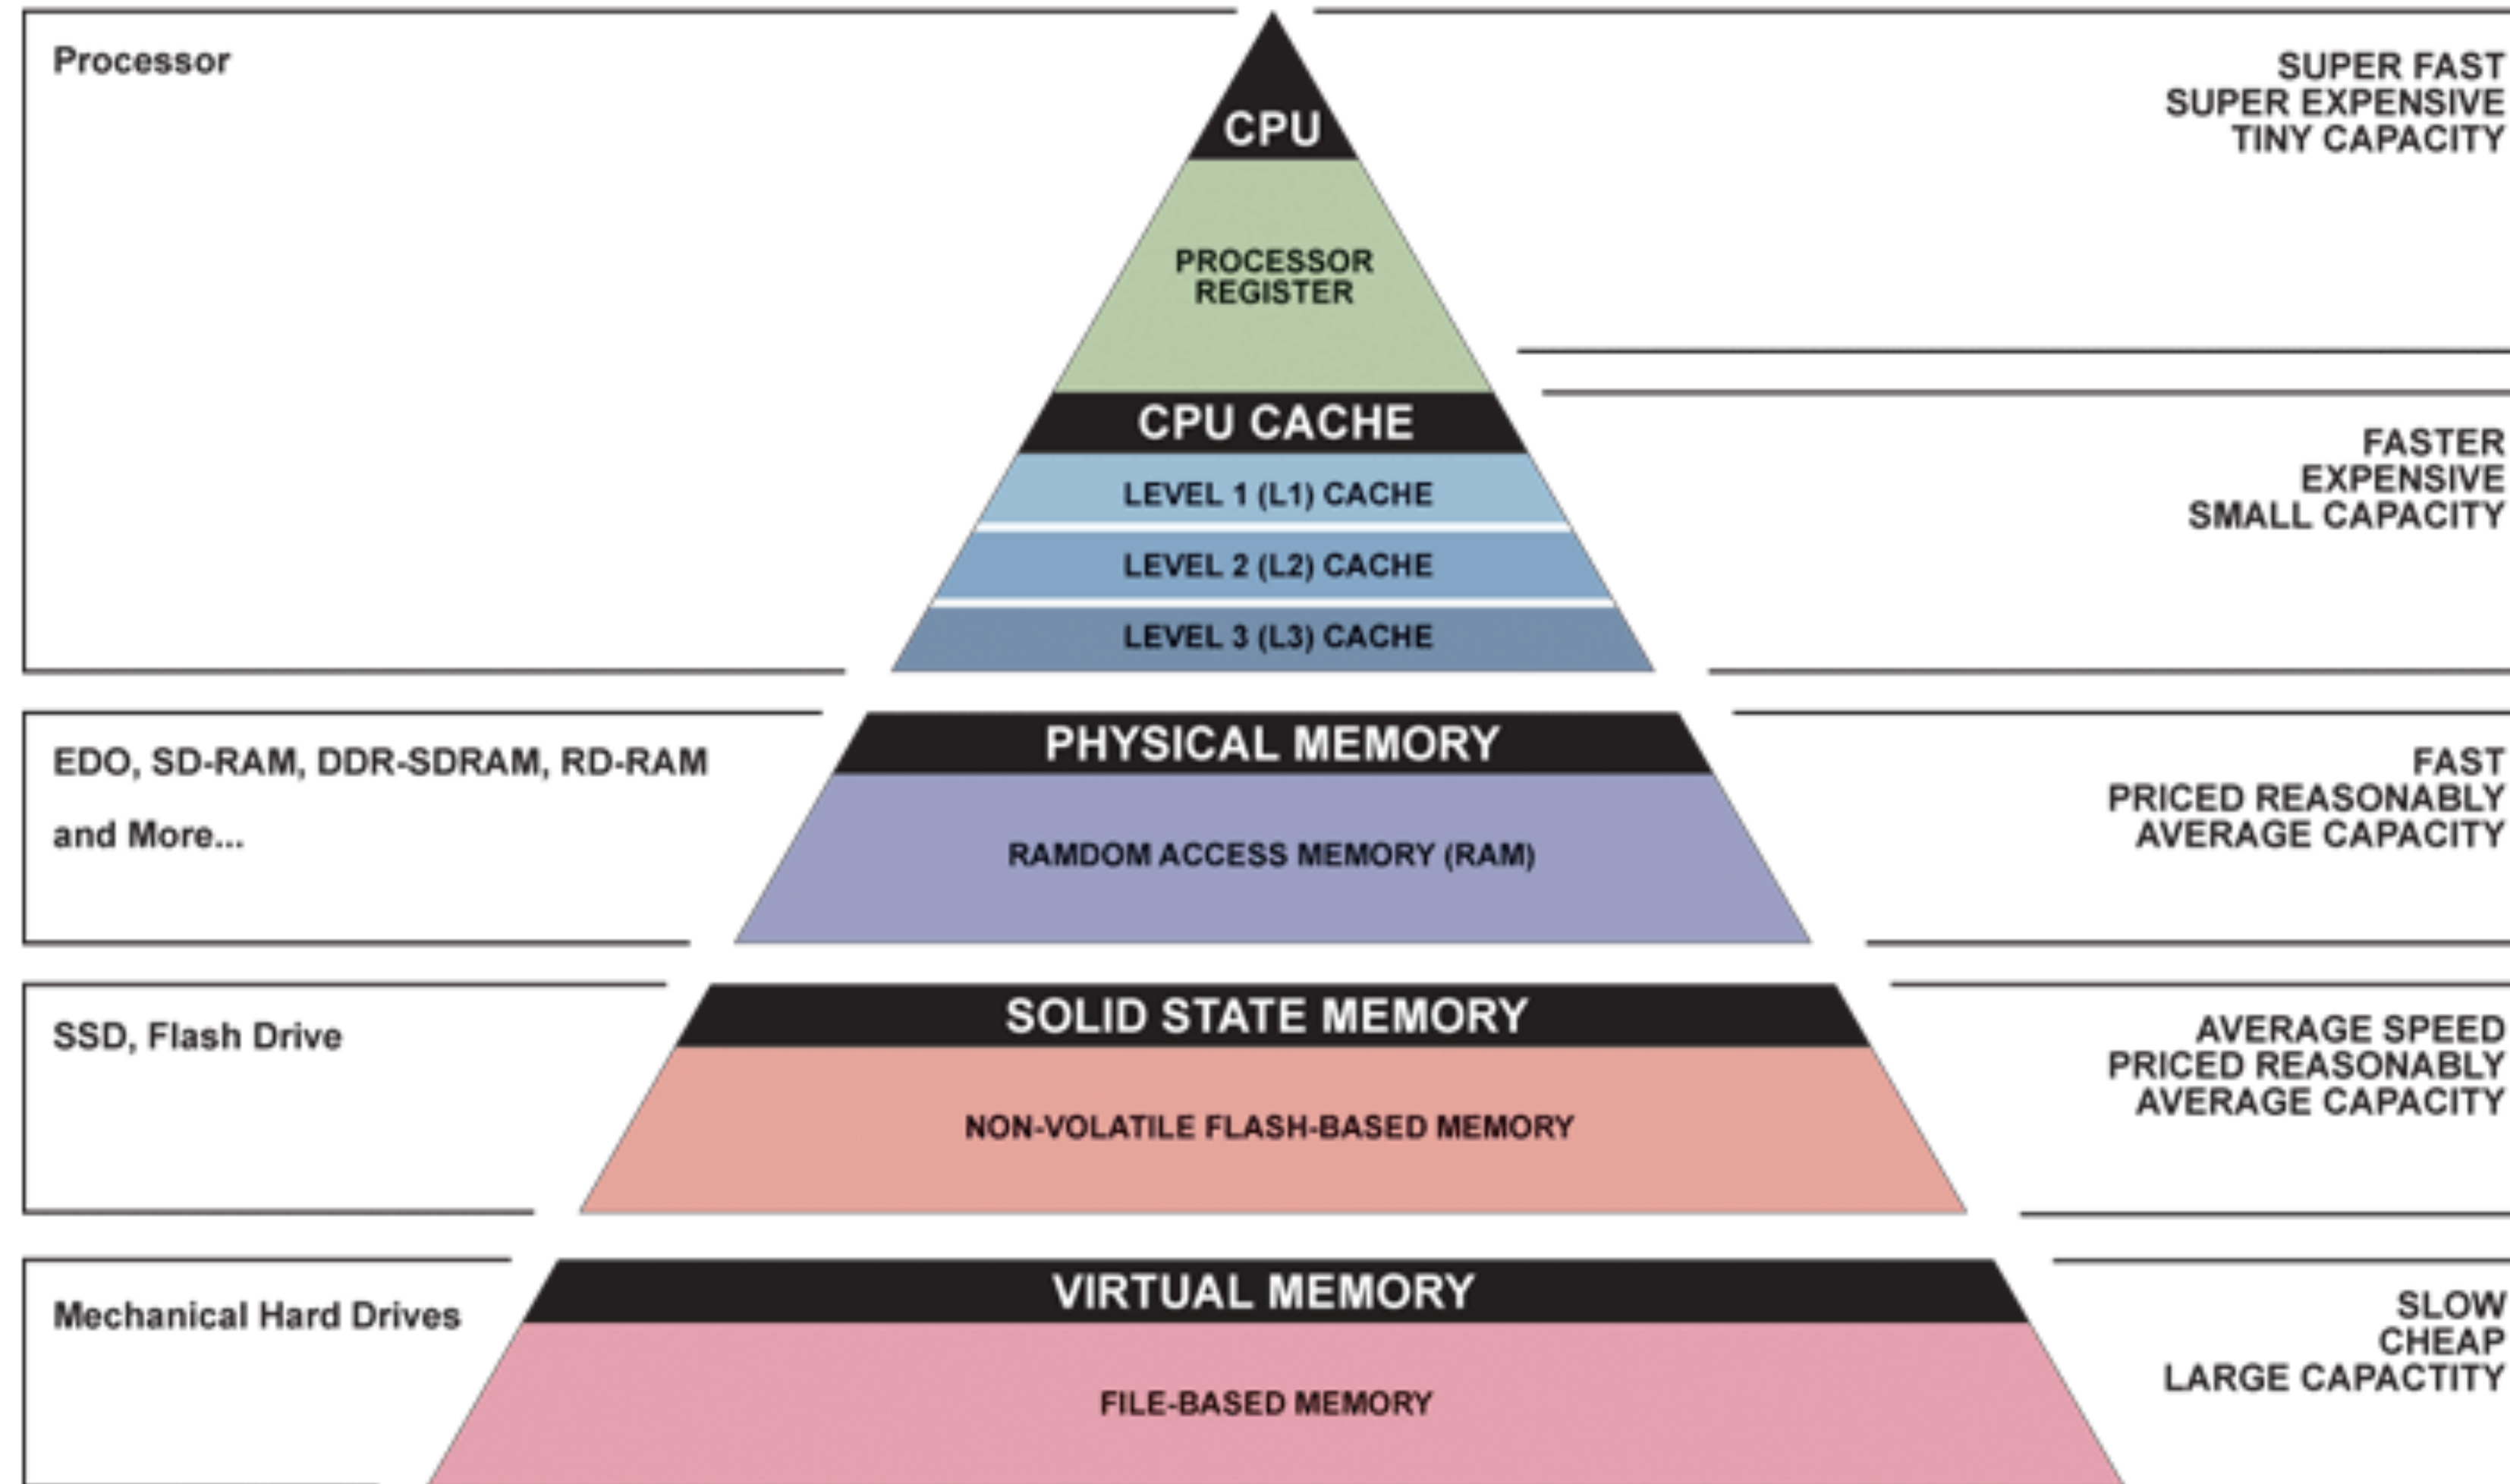 Processor
CPU
SUPER FAST
SUPER EXPENSIVE
TINY CAPACITY
PROCESSOR
REGISTER
CPU CACHE
LEVEL 1 (L1) CACHE
LEVEL 2 (L2) CACHE
LEVEL 3 (L3) CACHE
FASTER
EXPENSIVE
SMALL CAPACITY
EDO, SD-RAM, DDR-SDRAM, RD-RAM
and More...
PHYSICAL MEMORY
RAMDOM ACCESS MEMORY (RAM)
FAST
PRICED REASONABLY
AVERAGE CAPACITY
SSD, Flash Drive
SOLID STATE MEMORY
NON-VOLATILE FLASH-BASED MEMORY
AVERAGE SPEED
PRICED REASONABLY
AVERAGE CAPACITY
Mechanical Hard Drives
VIRTUAL MEMORY
FILE-BASED MEMORY
SLOW
CHEAP
LARGE CAPACTITY